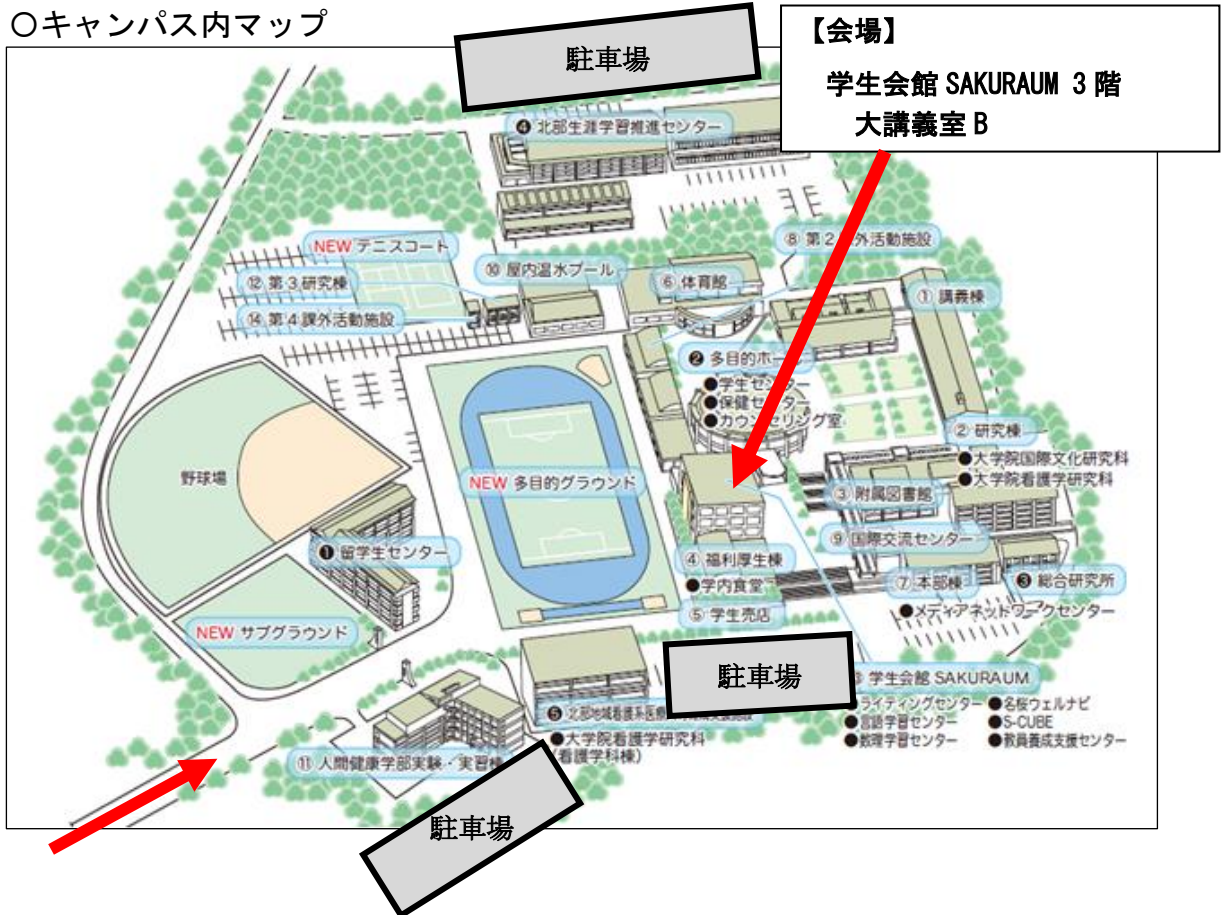 ○キャンパス内マップ
駐車場
【会場】
学生会館 SAKURAUM 3 階
大講義室 B
❹ 北部生涯学習推進センター
NEW テニスコート
⑧ 第2課外活動施設
⑩ 屋内温水プール
⑥ 体育館
⑫ 第3研究棟
① 講義棟
⑭ 第4課外活動施設
❷ 多目的ホール
●学生センター
●保健センター
●カウンセリング室
② 研究棟
●大学院国際文化研究科
●大学院看護学研究科
野球場
NEW 多目的グラウンド
③ 附属図書館
⑨ 国際交流センター
❶ 留学生センター
④ 福利厚生棟
●学内食堂
⑦ 本部棟
❸ 総合研究所
⑤ 学生売店
●メディアネットワークセンター
NEW サブグラウンド
駐車場
学生会館 SAKURAUM
ライティングセンター ●名桜ウェルナビ
●言語学習センター ●S-CUBE
●数理学習センター ●教員養成支援センター
❺ 北部地域看護系医療
●大学院看護学研究科
(看護学科棟)
⑪ 人間健康学部実験・実習棟
駐車場